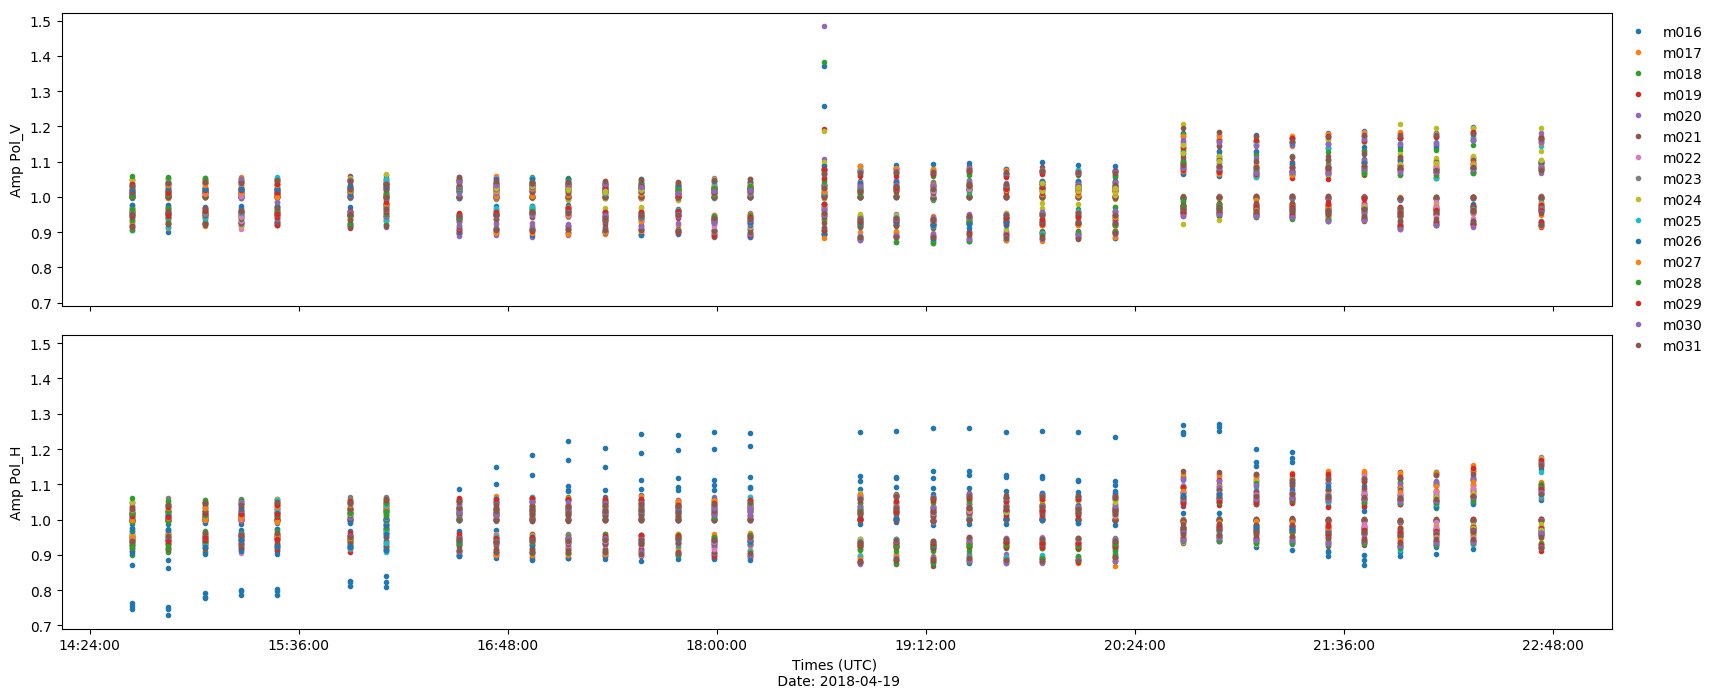 1.5
1.4
1.3
1.2
1.1
1.0
0.9
0.8
0.7
Amp Pol_V
m016
m017
m018
m019
m020
m021
m022
m023
m024
m025
m026
m027
m028
m029
m030
m031
1.5
1.4
1.3
1.2
1.1
1.0
0.9
0.8
0.7
Amp Pol_H
14:24:00 15:36:00 16:48:00 18:00:00 19:12:00 20:24:00 21:36:00 22:48:00
Times (UTC)
Date: 2018-04-19